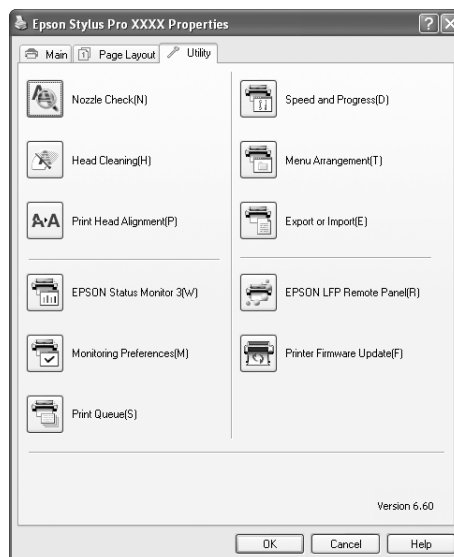 Epson Stylus Pro XXXX Properties
Main
Page Layout
Utility
Nozzle Check(N)
Head Cleaning(H)
Print Head Alignment(P)
EPSON Status Monitor 3(W)
Monitoring Preferences(M)
Print Queue(S)
Speed and Progress(D)
Menu Arrangement(T)
Export or Import(E)
EPSON LFP Remote Panel(R)
Printer Firmware Update(F)
Version 6.60
OK
Cancel
Help